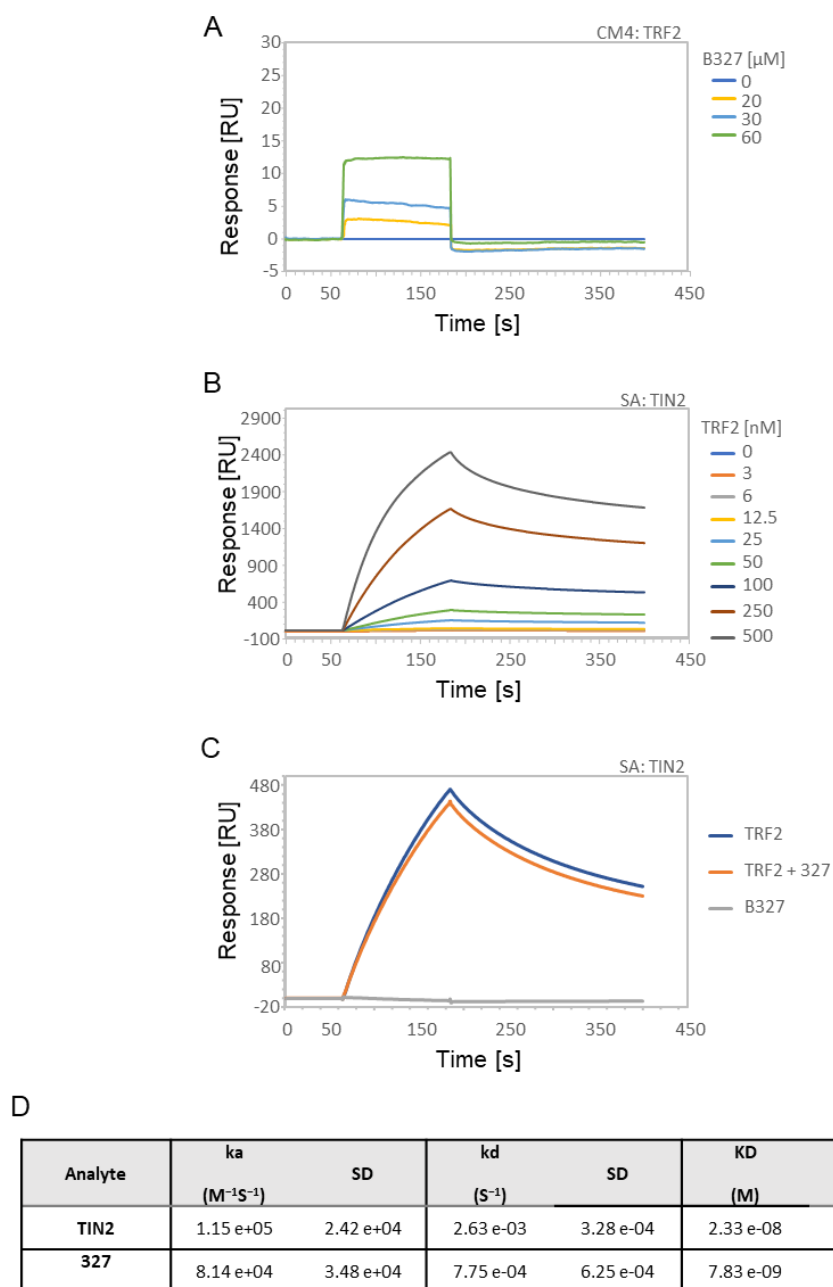 A
CM4: TRF2
B327 [µM]
0
20
30
60
30
25
20
15
10
5
0
-5
Response [RU]
0 50 150 250 350 450
Time [s]
B
SA: TIN2
TRF2 [nM]
0
3
6
12.5
25
50
100
250
500
2900
2400
1900
1400
900
400
-100
Response [RU]
0 50 150 250 350 450
Time [s]
C
SA: TIN2
TRF2
TRF2 + 327
B327
480
380
280
180
80
-20
Response [RU]
0 50 150 250 350 450
Time [s]
D
Analyte ka (M⁻¹S⁻¹) SD kd (S⁻¹) SD KD (M)
TIN2 1.15 e+05 2.42 e+04 2.63 e-03 3.28 e-04 2.33 e-08
327 8.14 e+04 3.48 e+04 7.75 e-04 6.25 e-04 7.83 e-09